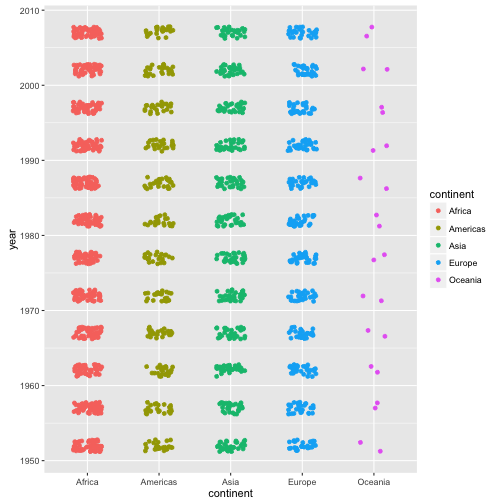 2010
2000
1990
1980
1970
1960
1950
year
Africa
Americas
Asia
Europe
Oceania
continent
continent
Africa
Americas
Asia
Europe
Oceania